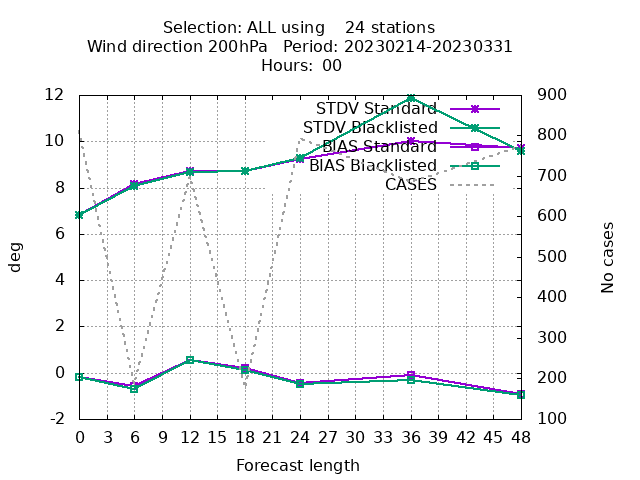 Selection: ALL using    24 stations
Wind direction 200hPa   Period: 20230214-20230331
Hours: 00
STDV Standard
STDV Blacklisted
BIAS Standard
BIAS Blacklisted
CASES
12
10
8
6
4
2
0
-2
deg
900
800
700
600
500
400
300
200
100
No cases
0 3 6 9 12 15 18 21 24 27 30 33 36 39 42 45 48
Forecast length